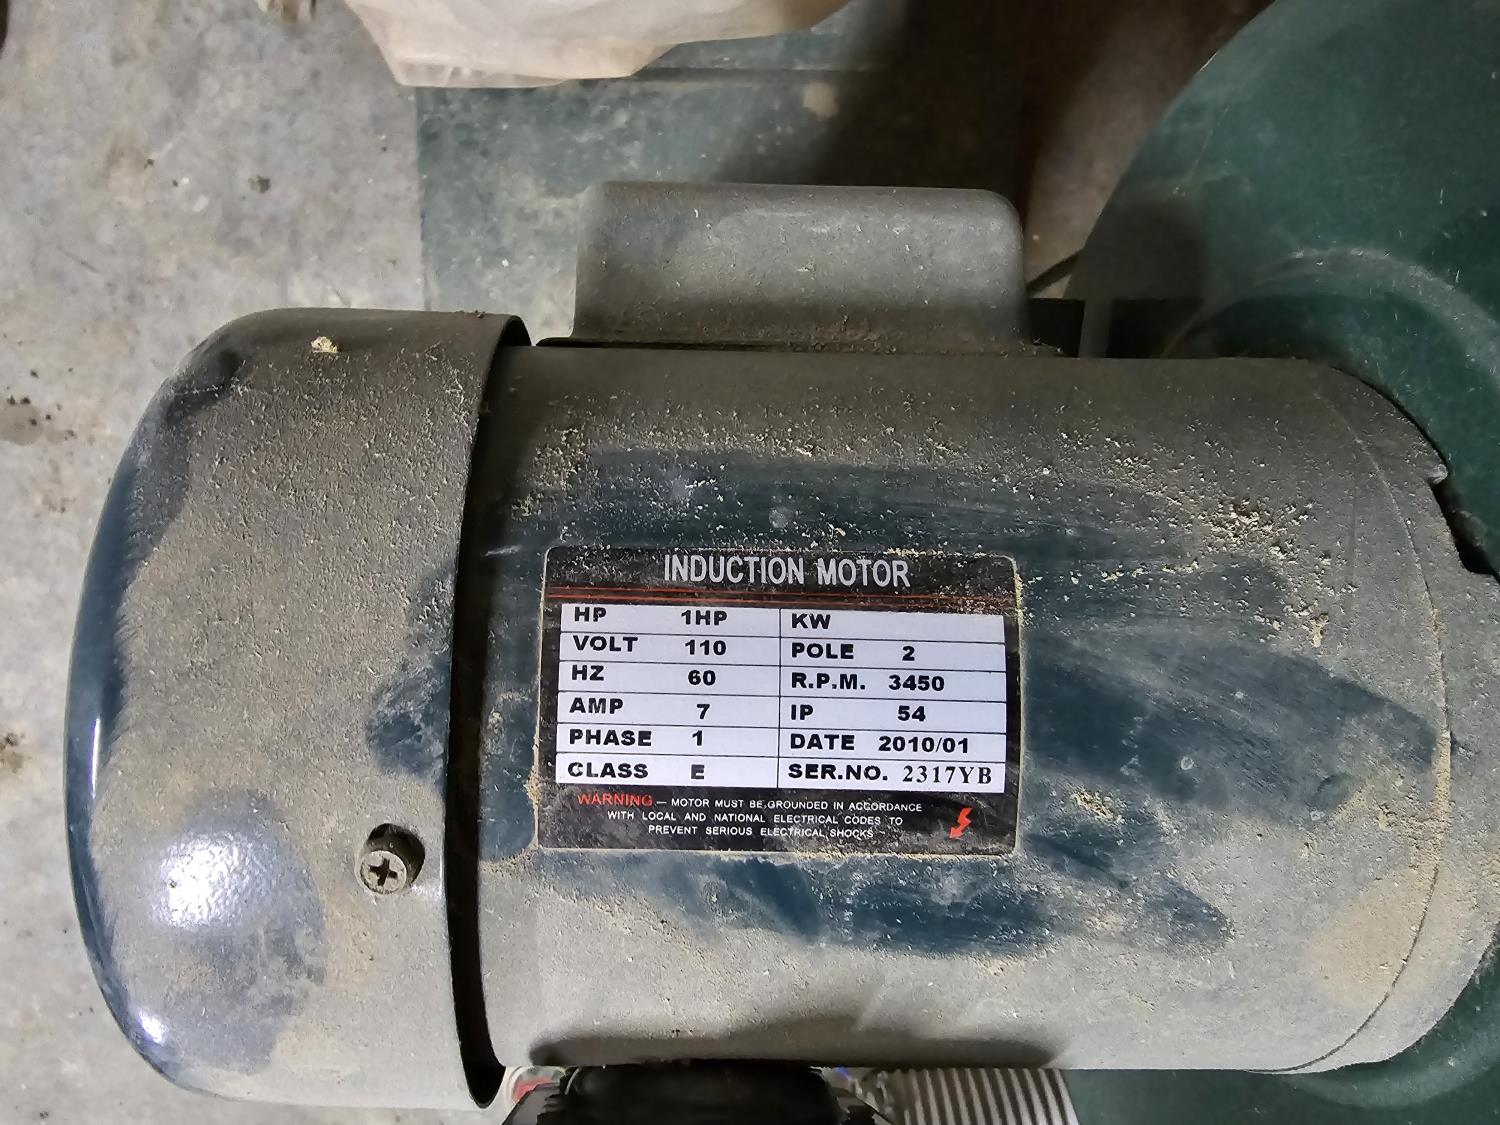 INDUCTION MOTOR
HP 1HP KW
VOLT 110 POLE 2
HZ 60 R.P.M. 3450
AMP 7 IP 54
PHASE 1 DATE 2010/01
CLASS E SER.NO. 2317YB
WARNING — MOTOR MUST BE GROUNDED IN ACCORDANCE
WITH LOCAL AND NATIONAL ELECTRICAL CODES TO
PREVENT SERIOUS ELECTRICAL SHOCKS